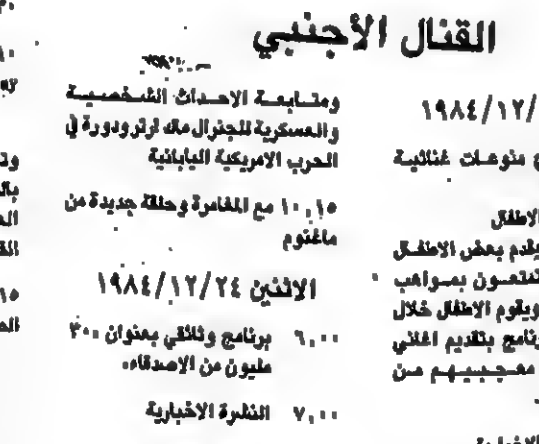 القنال الأجنبي
/١٩٨٤/١٢
منوعات غنائية
الاطفال
يقدم بعض الاطفال
يتمتعون بمواهب
ويقوم الاطفال خلال
بتقديم اغاني
معجبيهم من
ومتابعة الاحداث الشخصية
والعسكرية للجنرال ماك ارثر ودورة في
الحرب الامريكية اليابانية
١٠,١٥ مع المغامرة وحلقة جديدة من
ماغنوم
الاثنين ١٩٨٤/١٢/٢٤
٦,٠٠ برنامج وثائقي بعنوان ٣٠٠
مليون من الاصدقاء
٧,٠٠ النشرة الاخبارية